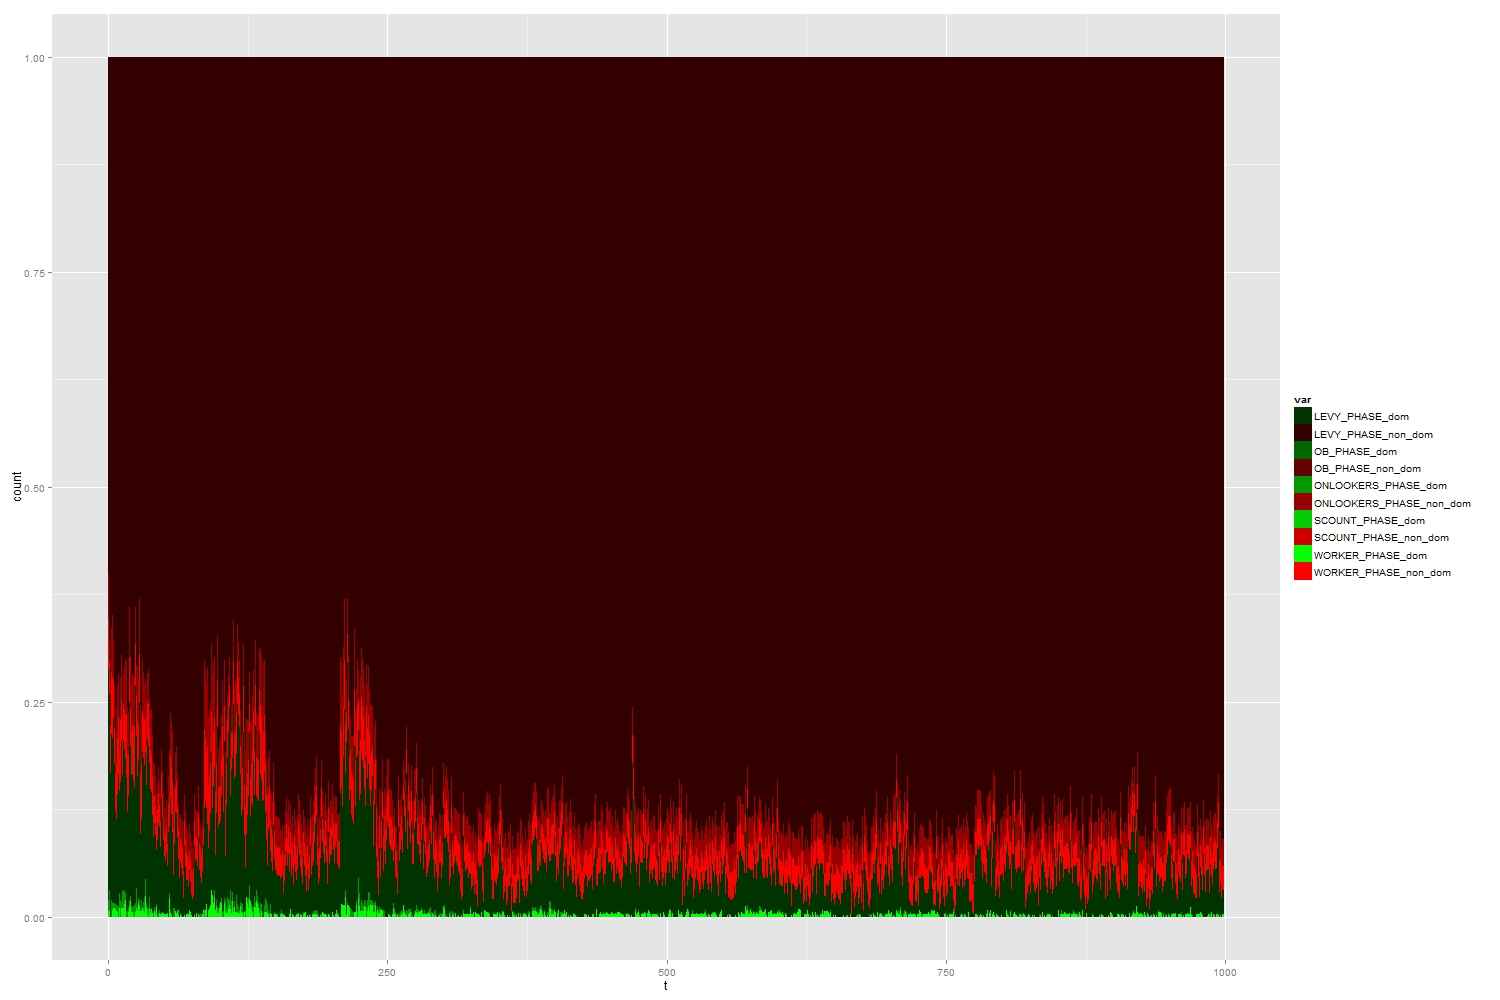 1.00
0.75
0.50
0.25
0.00
count
0
250
500
750
1000
t
var
LEVY_PHASE_dom
LEVY_PHASE_non_dom
OB_PHASE_dom
OB_PHASE_non_dom
ONLOOKERS_PHASE_dom
ONLOOKERS_PHASE_non_dom
SCOUNT_PHASE_dom
SCOUNT_PHASE_non_dom
WORKER_PHASE_dom
WORKER_PHASE_non_dom